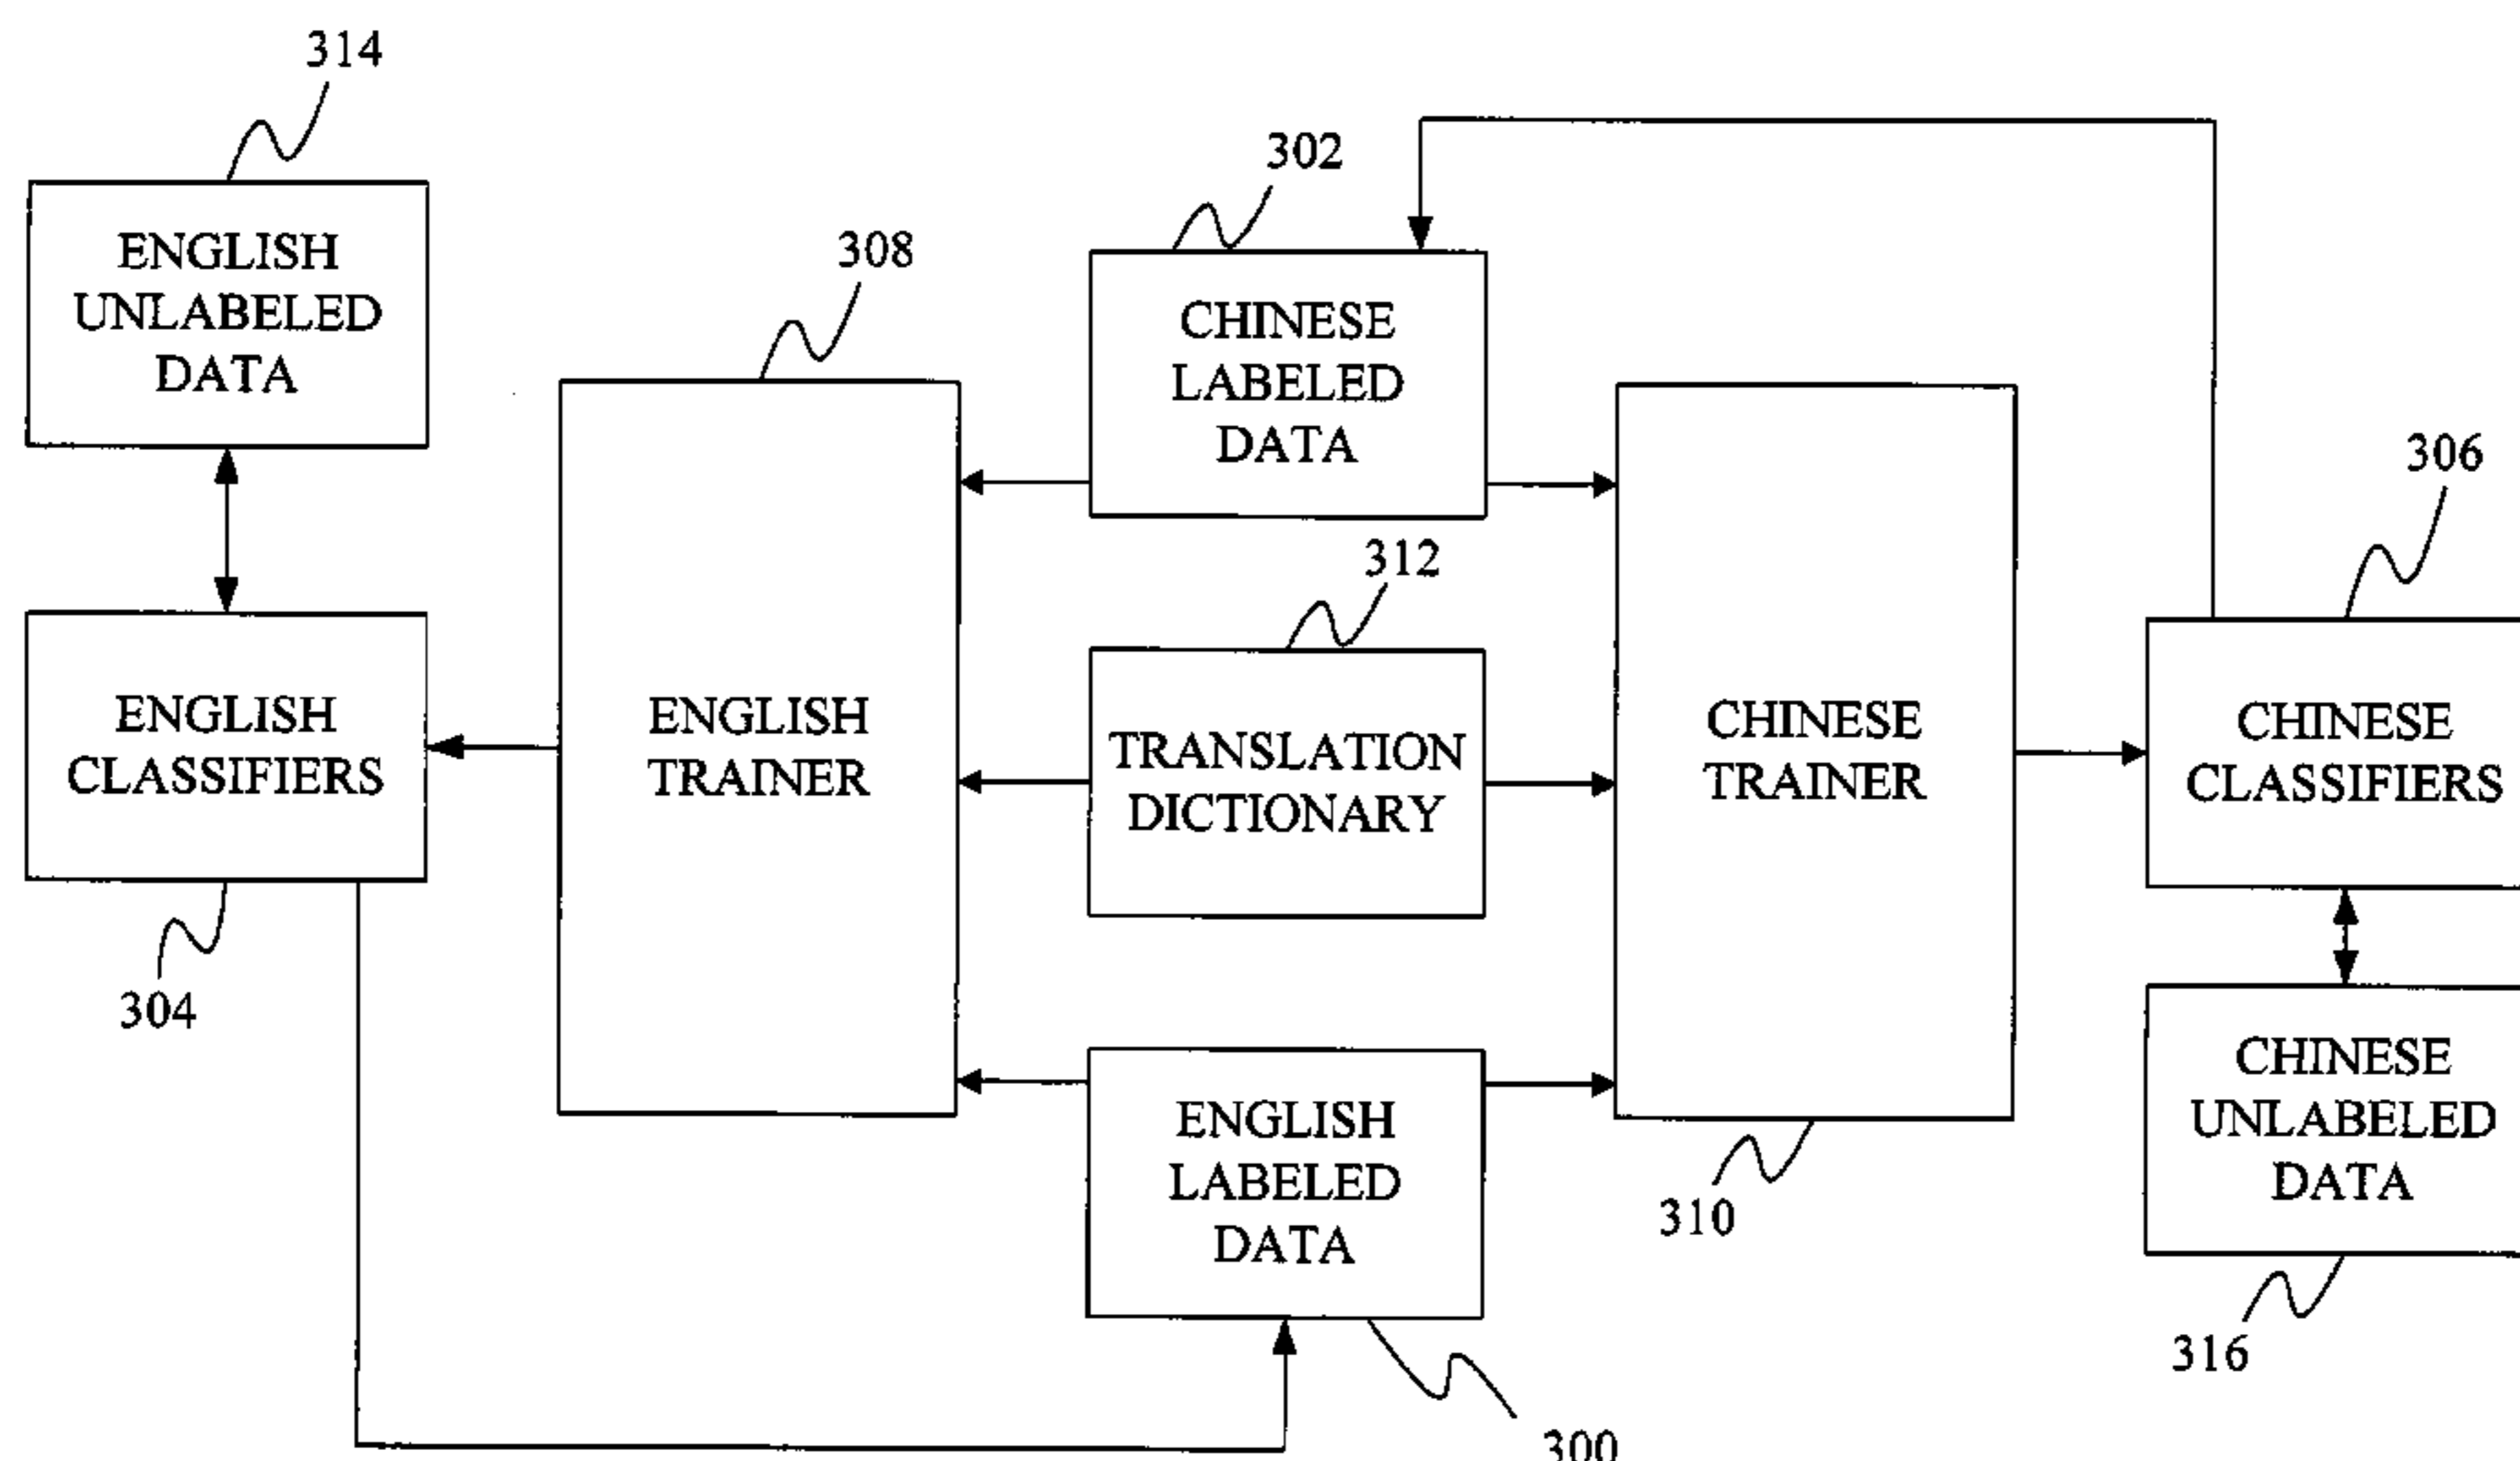 314
302
ENGLISH
UNLABELED
DATA
308
CHINESE
LABELED
DATA
306
312
ENGLISH
CLASSIFIERS
ENGLISH
TRAINER
TRANSLATION
DICTIONARY
CHINESE
TRAINER
CHINESE
CLASSIFIERS
304
ENGLISH
LABELED
DATA
CHINESE
UNLABELED
DATA
310
316
300